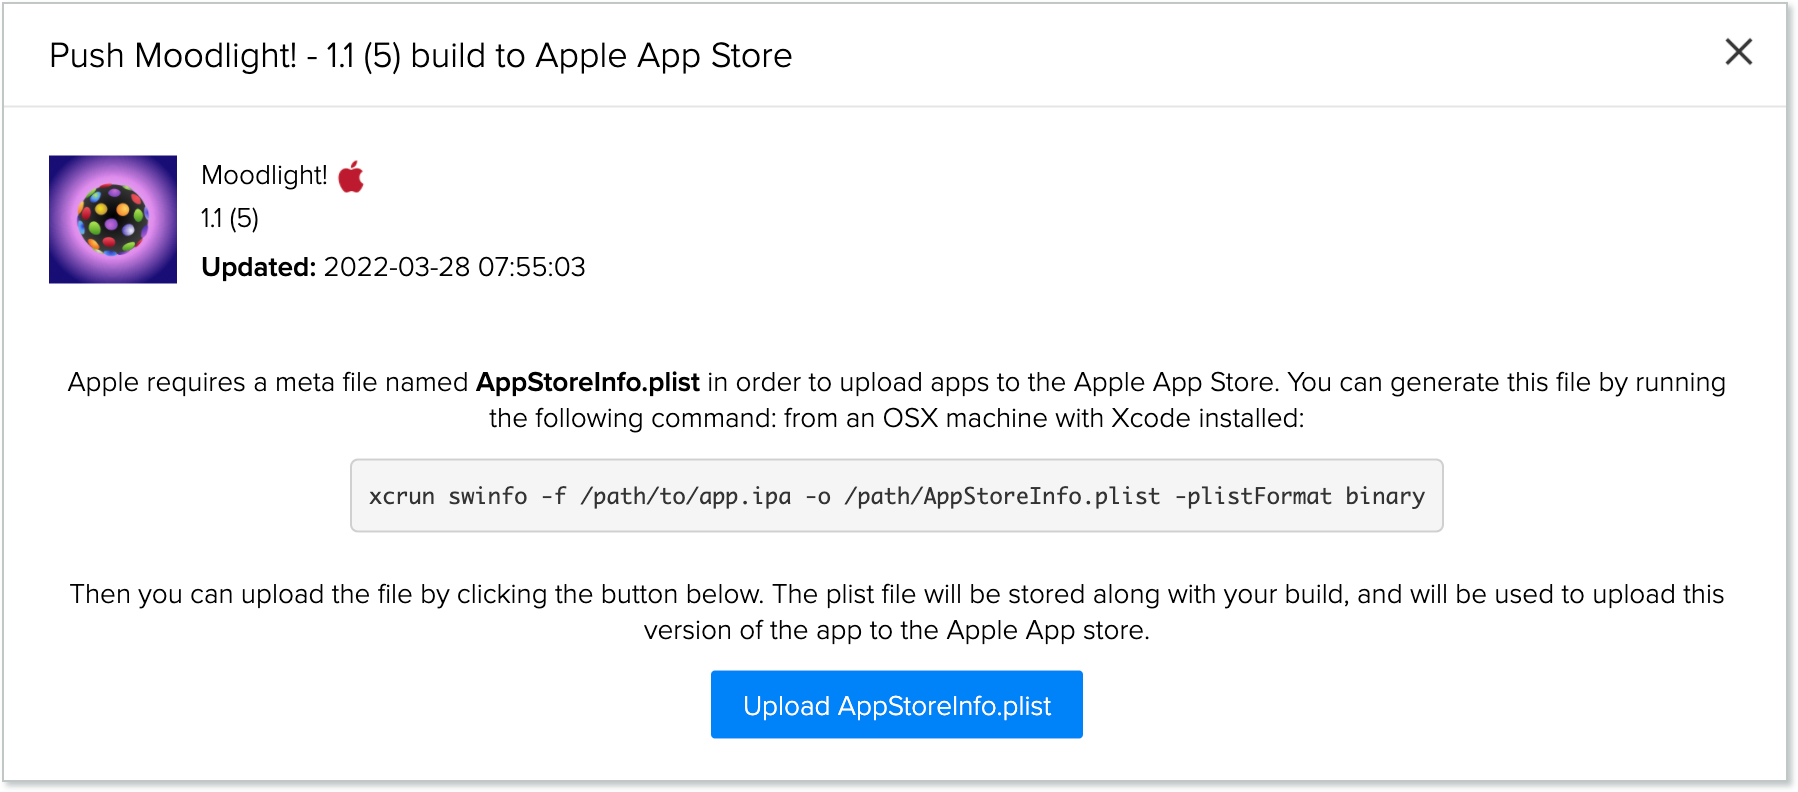 Push Moodlight! - 1.1 (5) build to Apple App Store
Moodlight!
1.1 (5)
Updated: 2022-03-28 07:55:03
Apple requires a meta file named AppStoreInfo.plist in order to upload apps to the Apple App Store. You can generate this file by running
the following command: from an OSX machine with Xcode installed:
xcrun swinfo -f /path/to/app.ipa -o /path/AppStoreInfo.plist -plistFormat binary
Then you can upload the file by clicking the button below. The plist file will be stored along with your build, and will be used to upload this
version of the app to the Apple App store.
Upload AppStoreInfo.plist